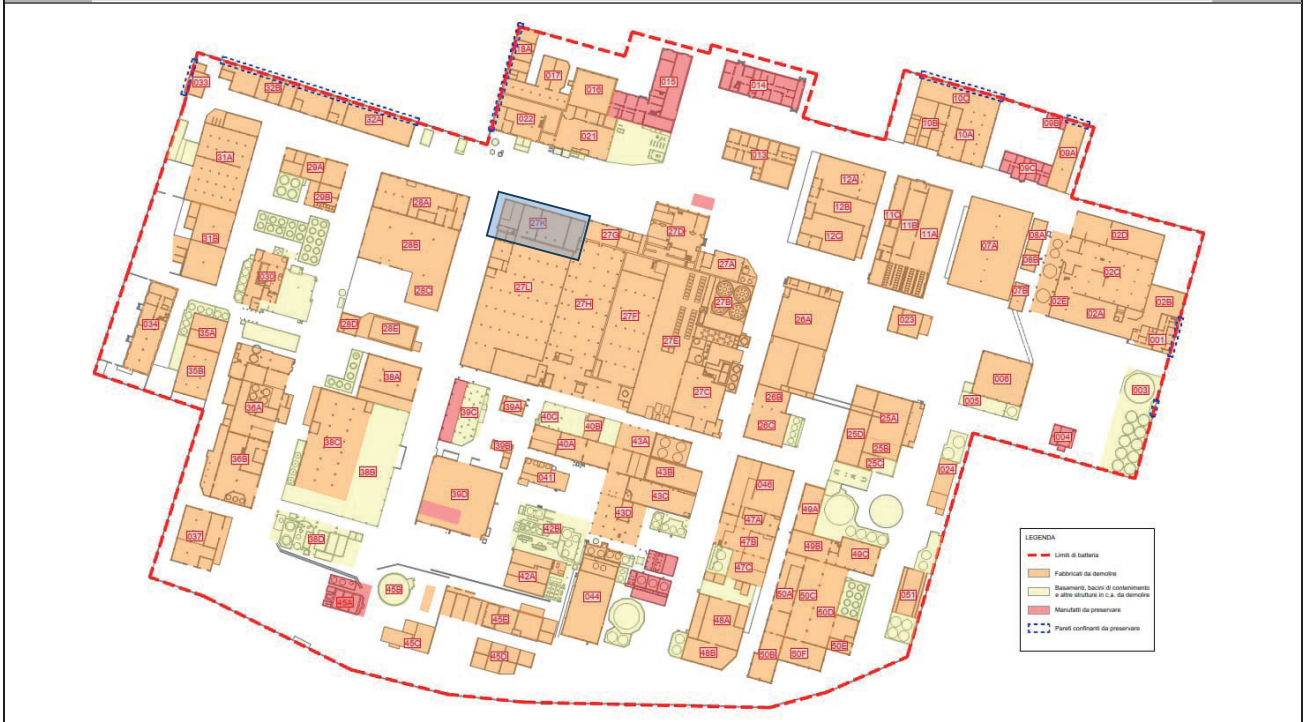 18A
017
016
015
014
033
32B
32A
022
021
10C
10B
10A
09B
09A
09C
013
31A
29A
29B
28A
28B
28C
31B
030
27K
27G
27D
27A
27B
27L
27H
27F
27E
27C
12A
12B
12C
11C
11B
11A
07A
08A
08B
07B
02D
02C
02E
02A
02B
001
023
26A
26B
26C
006
005
003
004
034
35A
35B
28D
28E
38A
36A
36B
38C
38B
39C
39A
39B
39D
40C
40B
40A
041
43A
43B
43C
43D
25A
25D
25B
25C
024
037
38D
45A
45B
45C
45D
45E
42B
42A
044
046
47A
47B
47C
48A
48B
49A
49B
49C
50A
50C
50D
50E
50B
50F
051
LEGENDA
Limiti di batteria
Fabbricati da demolire
Basamenti, bacini di contenimento
e altre strutture in c.a. da demolire
Manufatti da preservare
Pareti confinanti da preservare